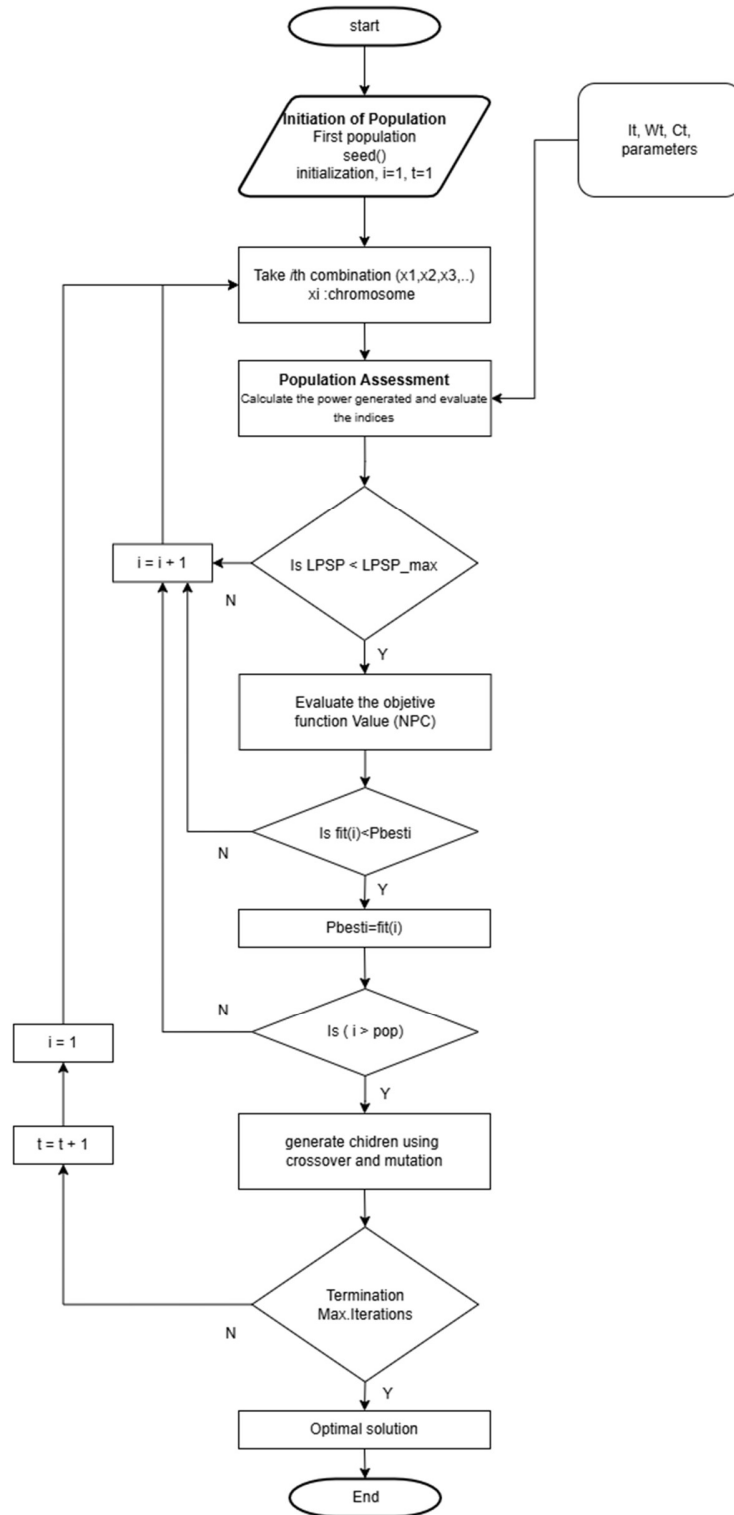 start
Initiation of Population
First population
seed()
initialization, i=1, t=1
It, Wt, Ct,
parameters
Take ith combination (x1,x2,x3,..)
xi :chromosome
Population Assessment
Calculate the power generated and evaluate
the indices
Is LPSP < LPSP_max
i = i + 1
N
Y
Evaluate the objetive
function Value (NPC)
Is fit(i)<Pbesti
N
Y
Pbesti=fit(i)
N
Is ( i > pop)
i = 1
Y
t = t + 1
generate chidren using
crossover and mutation
Termination
Max.Iterations
N
Y
Optimal solution
End